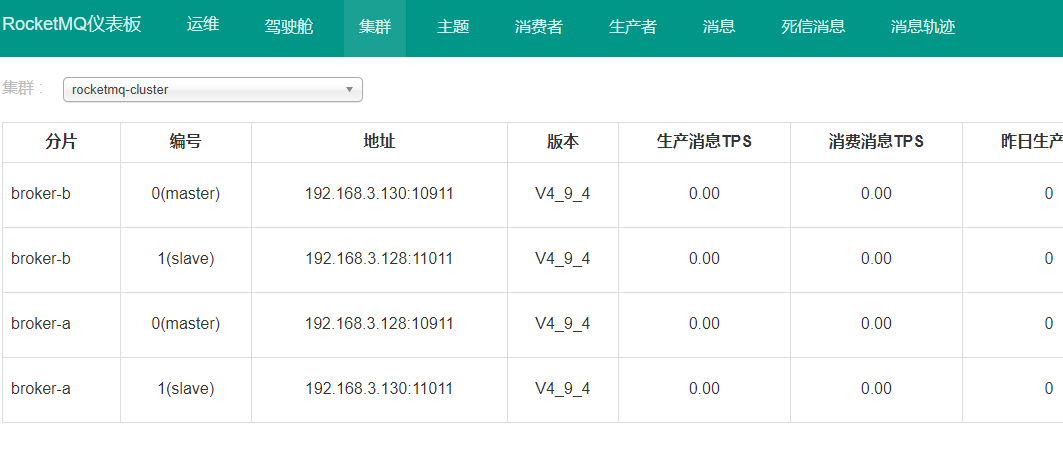 RocketMQ仪表板 运维 驾驶舱 集群 主题 消费者 生产者 消息 死信消息 消息轨迹
集群： rocketmq-cluster
分片 编号 地址 版本 生产消息TPS 消费消息TPS 昨日生产
broker-b 0(master) 192.168.3.130:10911 V4_9_4 0.00 0.00 0
broker-b 1(slave) 192.168.3.128:11011 V4_9_4 0.00 0.00 0
broker-a 0(master) 192.168.3.128:10911 V4_9_4 0.00 0.00 0
broker-a 1(slave) 192.168.3.130:11011 V4_9_4 0.00 0.00 0